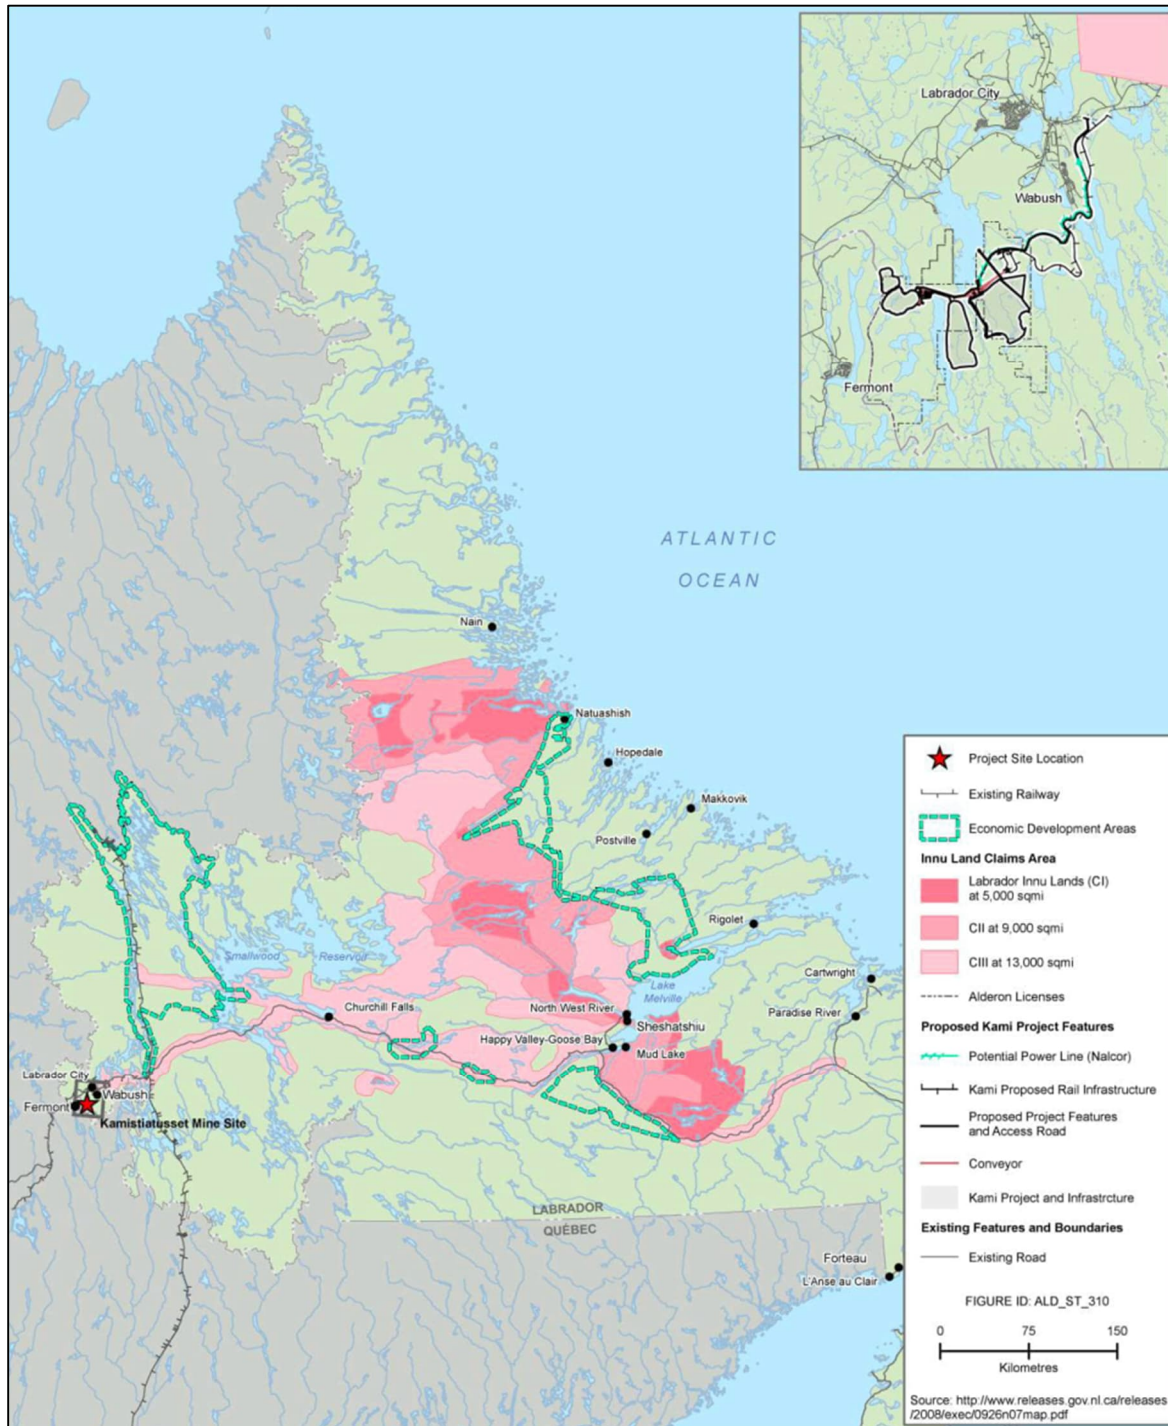 Labrador City
Wabush
Fermont
ATLANTIC
OCEAN
Nain
Natuashish
Hopedale
Makkovik
Postville
Rigolet
Smallwood
Reservoir
Lake
Melville
Cartwright
Churchill Falls
North West River
Paradise River
Sheshatshiu
Happy Valley-Goose Bay
Mud Lake
Labrador City
Wabush
Fermont
Kamistiatusset Mine Site
LABRADOR
QUÉBEC
Forteau
L'Anse au Clair
Project Site Location
Existing Railway
Economic Development Areas
Innu Land Claims Area
Labrador Innu Lands (CI)
at 5,000 sqmi
CII at 9,000 sqmi
CIII at 13,000 sqmi
Alderon Licenses
Proposed Kami Project Features
Potential Power Line (Nalcor)
Kami Proposed Rail Infrastructure
Proposed Project Features
and Access Road
Conveyor
Kami Project and Infrastrcture
Existing Features and Boundaries
Existing Road
FIGURE ID: ALD_ST_310
0 75 150
Kilometres
Source: http://www.releases.gov.nl.ca/releases
/2008/exec/0926n07map.pdf